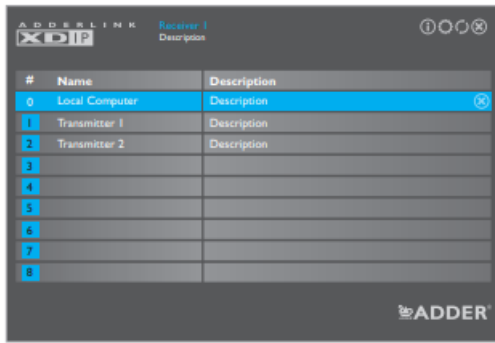 ADDERLINK
XDIP
Receiver 1
Description
# Name Description
0 Local Computer Description
1 Transmitter 1 Description
2 Transmitter 2 Description
3
4
5
6
7
8
ADDER